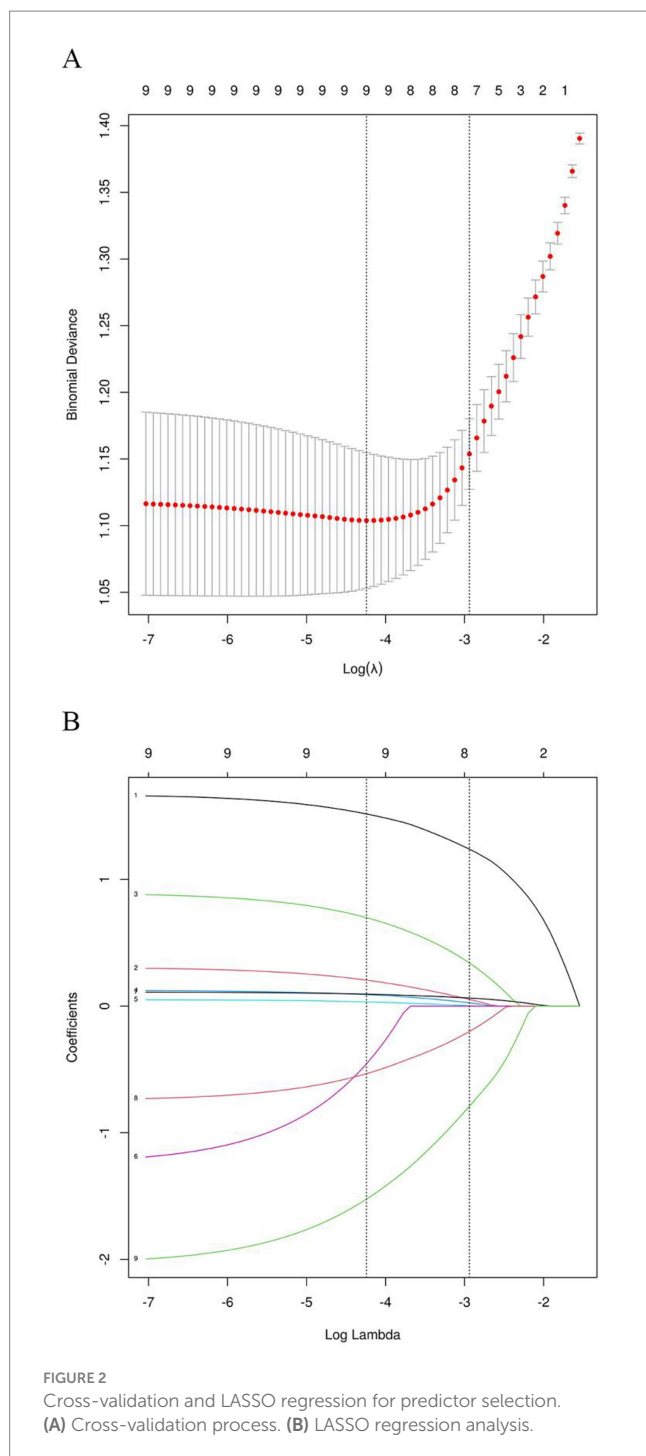 A
9 9 9 9 9 9 9 9 9 9 9 9 8 8 8 7 5 3 2 1
1.40
1.35
1.30
1.25
1.20
1.15
1.10
1.05
Binomial Deviance
-7 -6 -5 -4 -3 -2
Log(λ)
B
9 9 9 9 8 2
1
0
-1
-2
Coefficients
1
3
2
5
8
6
9
-7 -6 -5 -4 -3 -2
Log Lambda
FIGURE 2
Cross-validation and LASSO regression for predictor selection.
(A) Cross-validation process. (B) LASSO regression analysis.